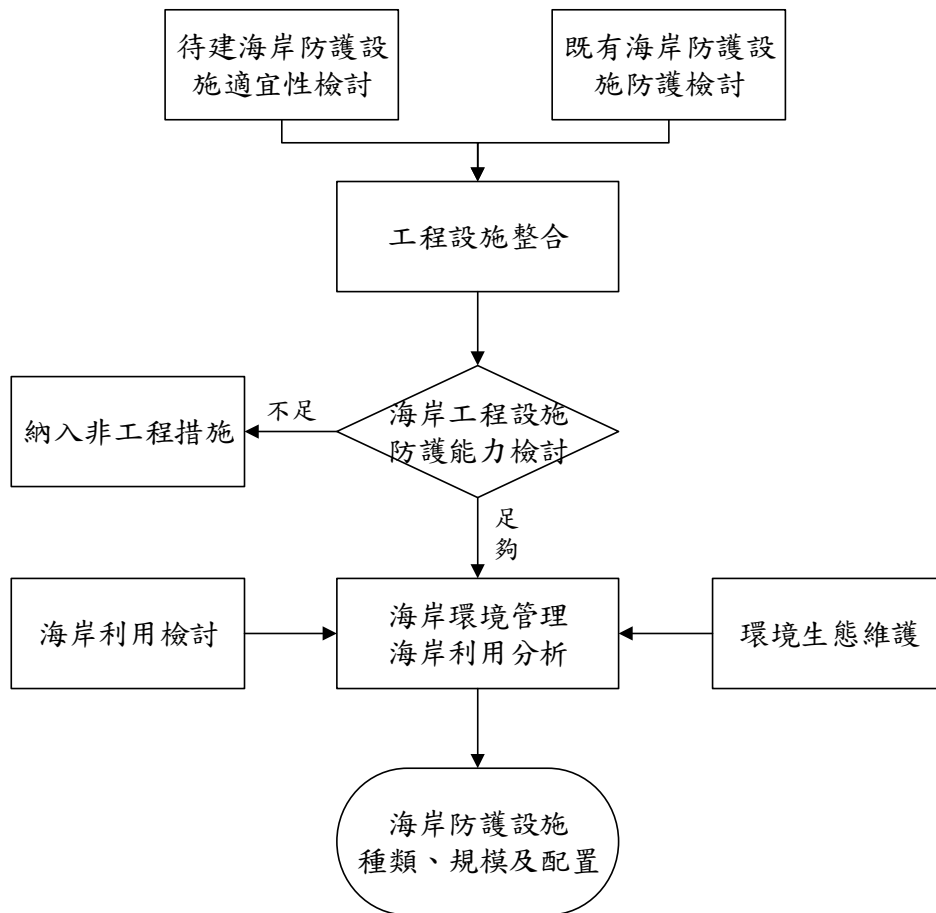 待建海岸防護設
施適宜性檢討
既有海岸防護設
施防護檢討
工程設施整合
海岸工程設施
防護能力檢討
不足
納入非工程措施
足
夠
海岸利用檢討
海岸環境管理
海岸利用分析
環境生態維護
海岸防護設施
種類、規模及配置